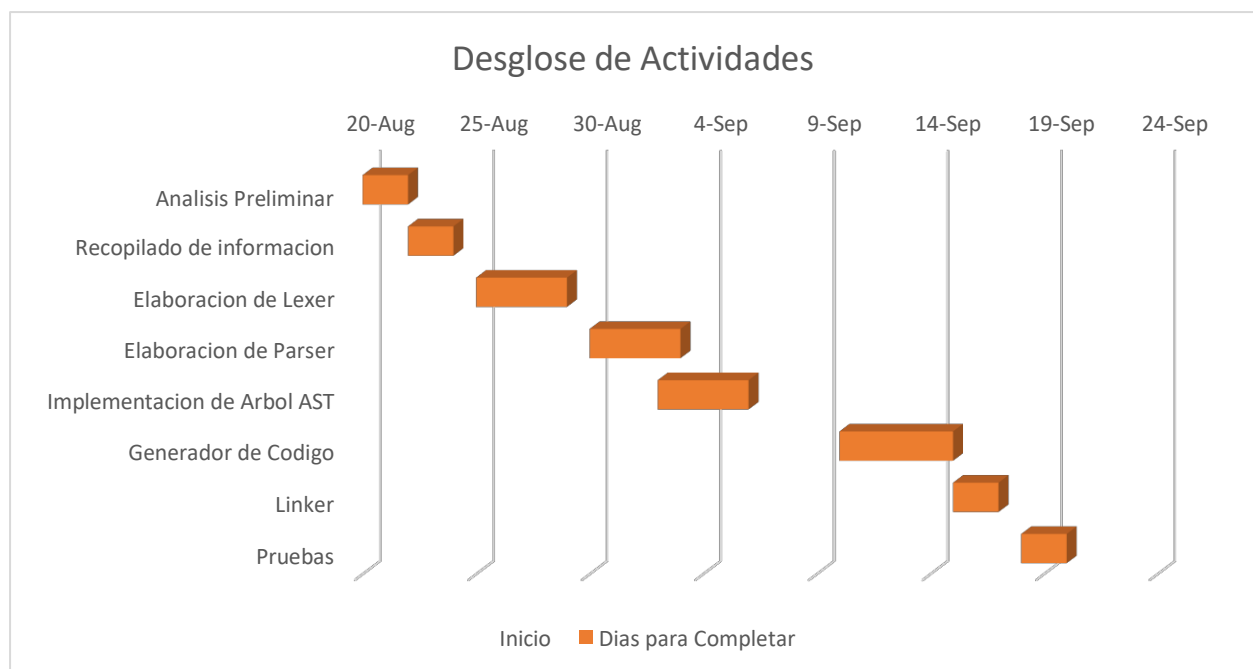 Desglose de Actividades
20-Aug 25-Aug 30-Aug 4-Sep 9-Sep 14-Sep 19-Sep 24-Sep
Analisis Preliminar
Recopilado de informacion
Elaboracion de Lexer
Elaboracion de Parser
Implementacion de Arbol AST
Generador de Codigo
Linker
Pruebas
Inicio Dias para Completar